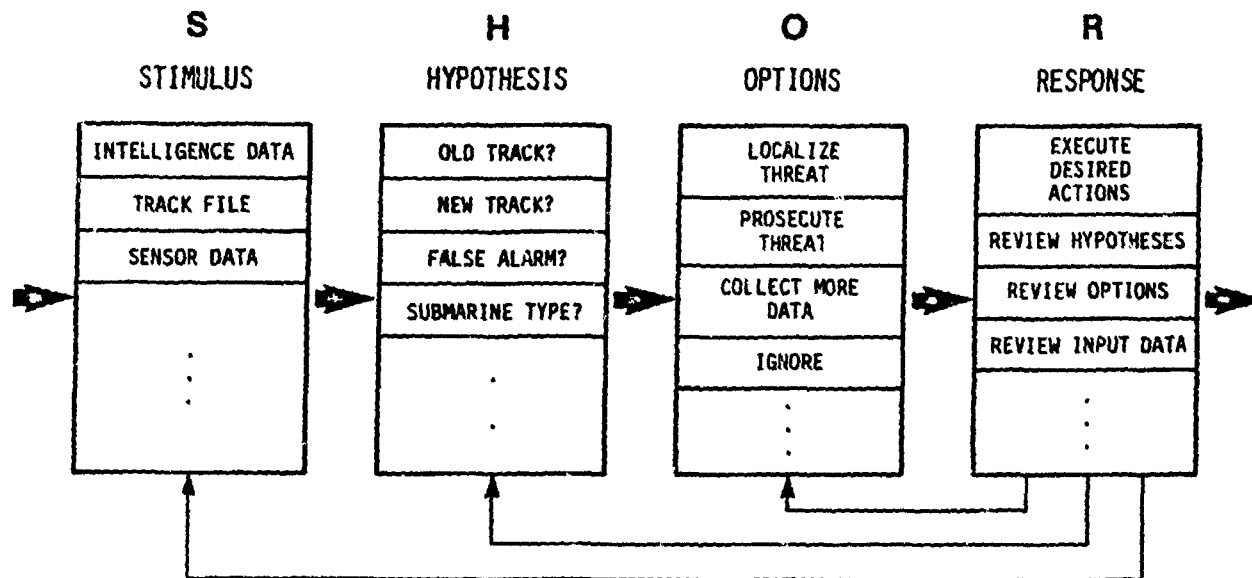 S H O R
STIMULUS HYPOTHESIS OPTIONS RESPONSE
INTELLIGENCE DATA
TRACK FILE
SENSOR DATA
OLD TRACK?
NEW TRACK?
FALSE ALARM?
SUBMARINE TYPE?
LOCALIZE
THREAT
PROSECUTE
THREAT
COLLECT MORE
DATA
IGNORE
EXECUTE
DESIRED
ACTIONS
REVIEW HYPOTHESES
REVIEW OPTIONS
REVIEW INPUT DATA